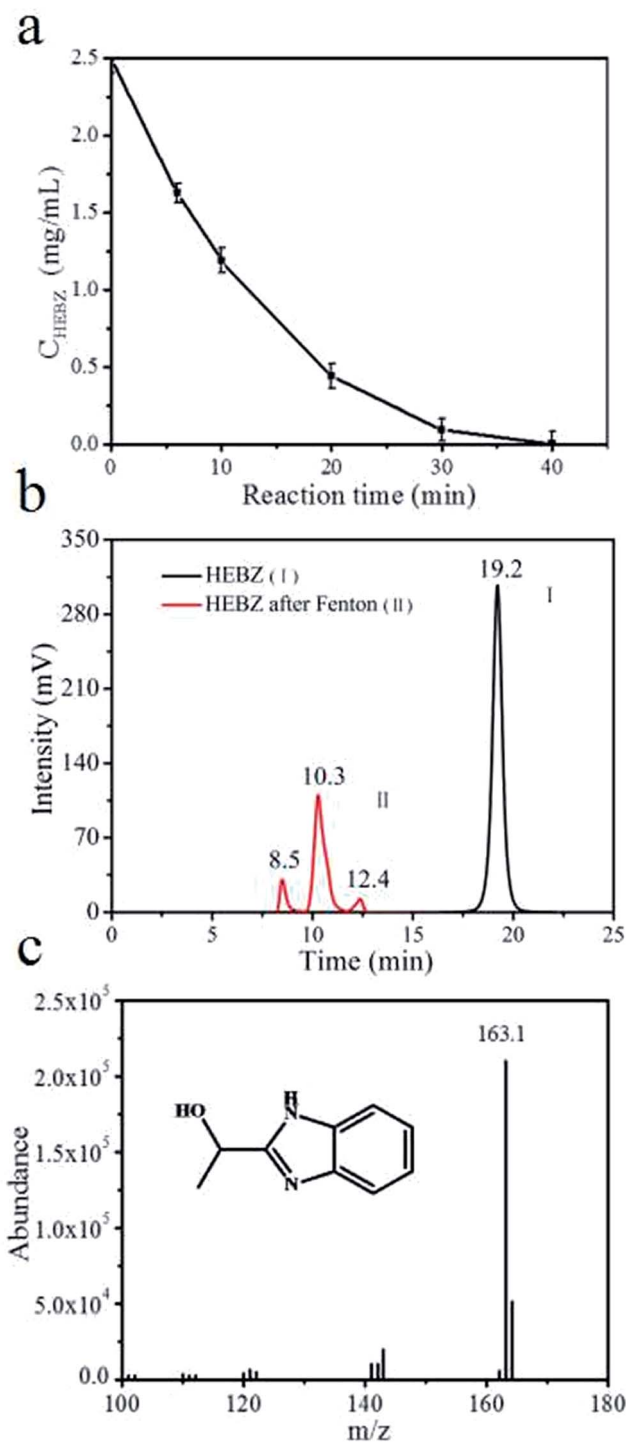 a
2.5
2.0
1.5
1.0
0.5
0.0
C_HEBZ (mg/mL)
0 10 20 30 40
Reaction time (min)
b
350
280
210
140
70
0
Intensity (mV)
HEBZ (Ⅰ)
HEBZ after Fenton (Ⅱ)
19.2
Ⅰ
10.3
Ⅱ
8.5
12.4
0 5 10 15 20 25
Time (min)
c
2.5x10⁵
2.0x10⁵
1.5x10⁵
1.0x10⁵
5.0x10⁴
0.0
Abundance
163.1
HO
H
N
N
100 120 140 160 180
m/z